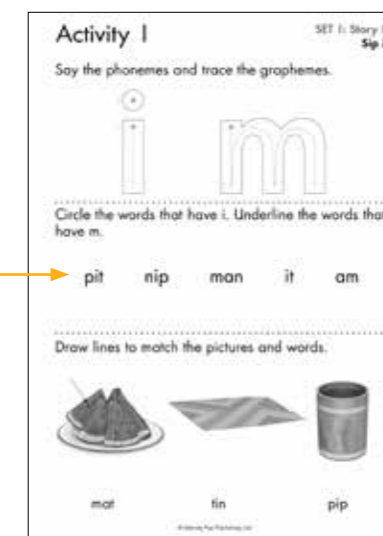 Activity 1
SET 1: Story
Sip
Say the phonemes and trace the graphemes.
i m
Circle the words that have i. Underline the words that
have m.
pit nip man it am
Draw lines to match the pictures and words.
mat tin pip